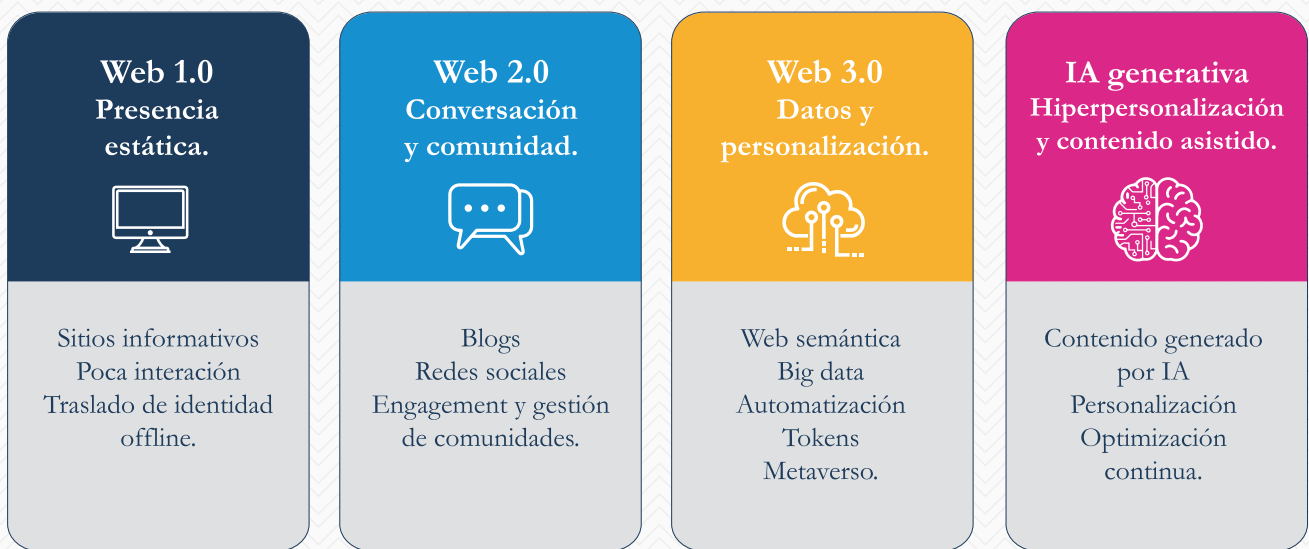 Web 1.0
Presencia
estática.
Sitios informativos
Poca interación
Traslado de identidad
offline.
Web 2.0
Conversación
y comunidad.
Blogs
Redes sociales
Engagement y gestión
de comunidades.
Web 3.0
Datos y
personalización.
Web semántica
Big data
Automatización
Tokens
Metaverso.
IA generativa
Hiperpersonalización
y contenido asistido.
Contenido generado
por IA
Personalización
Optimización
continua.